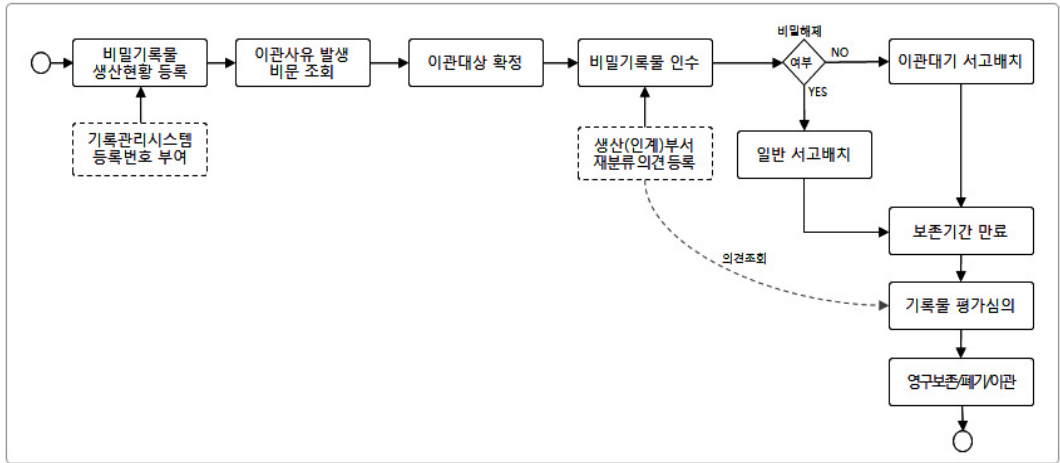 비밀기록물
생산현황 등록
이관사유 발생
비문 조회
이관대상 확정
비밀기록물 인수
비밀해제
여부
NO
YES
이관대기 서고배치
기록관리시스템
등록번호 부여
생산(인계)부서
재분류의견등록
일반 서고배치
보존기간 만료
의견조회
기록물 평가심의
영구보존/폐기/이관